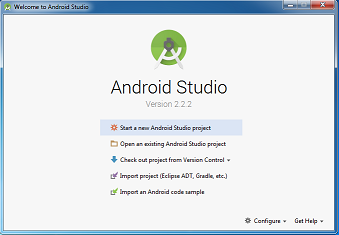 Welcome to Android Studio
Android Studio
Version 2.2.2
Start a new Android Studio project
Open an existing Android Studio project
Check out project from Version Control
Import project (Eclipse ADT, Gradle, etc.)
Import an Android code sample
Configure Get Help